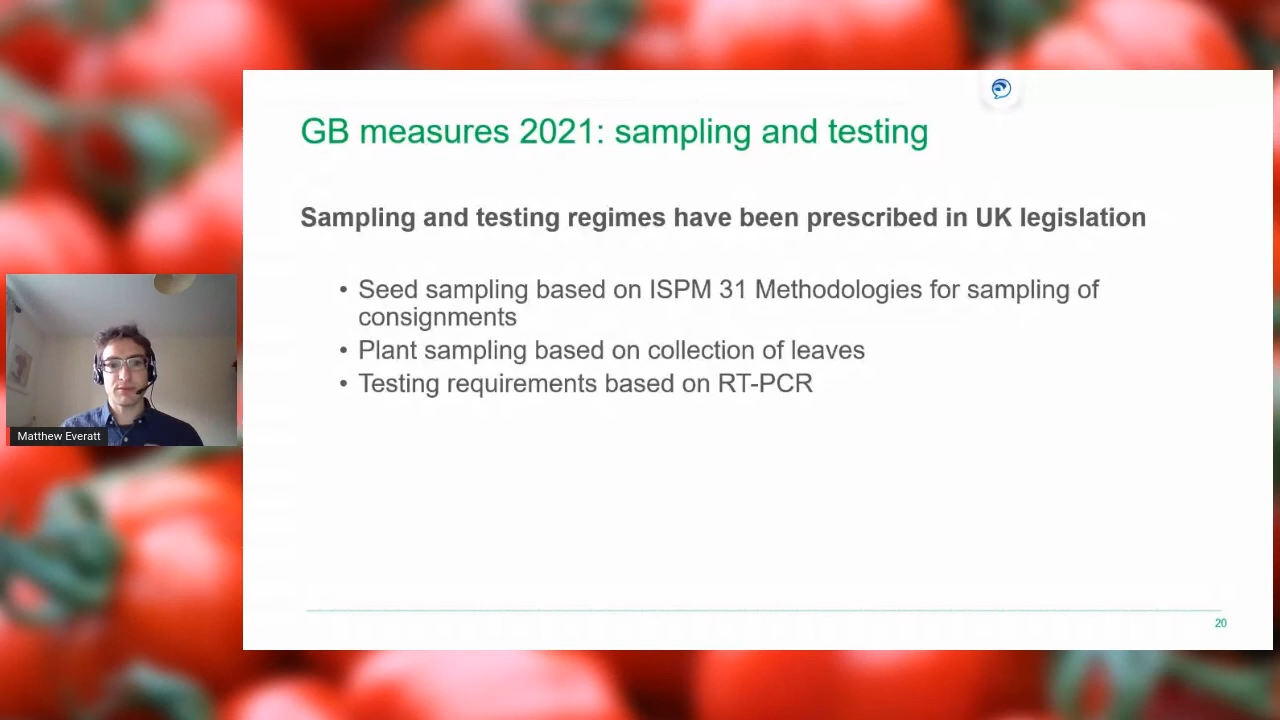 GB measures 2021: sampling and testing
Sampling and testing regimes have been prescribed in UK legislation
• Seed sampling based on ISPM 31 Methodologies for sampling of
consignments
• Plant sampling based on collection of leaves
• Testing requirements based on RT-PCR
Matthew Everatt
20